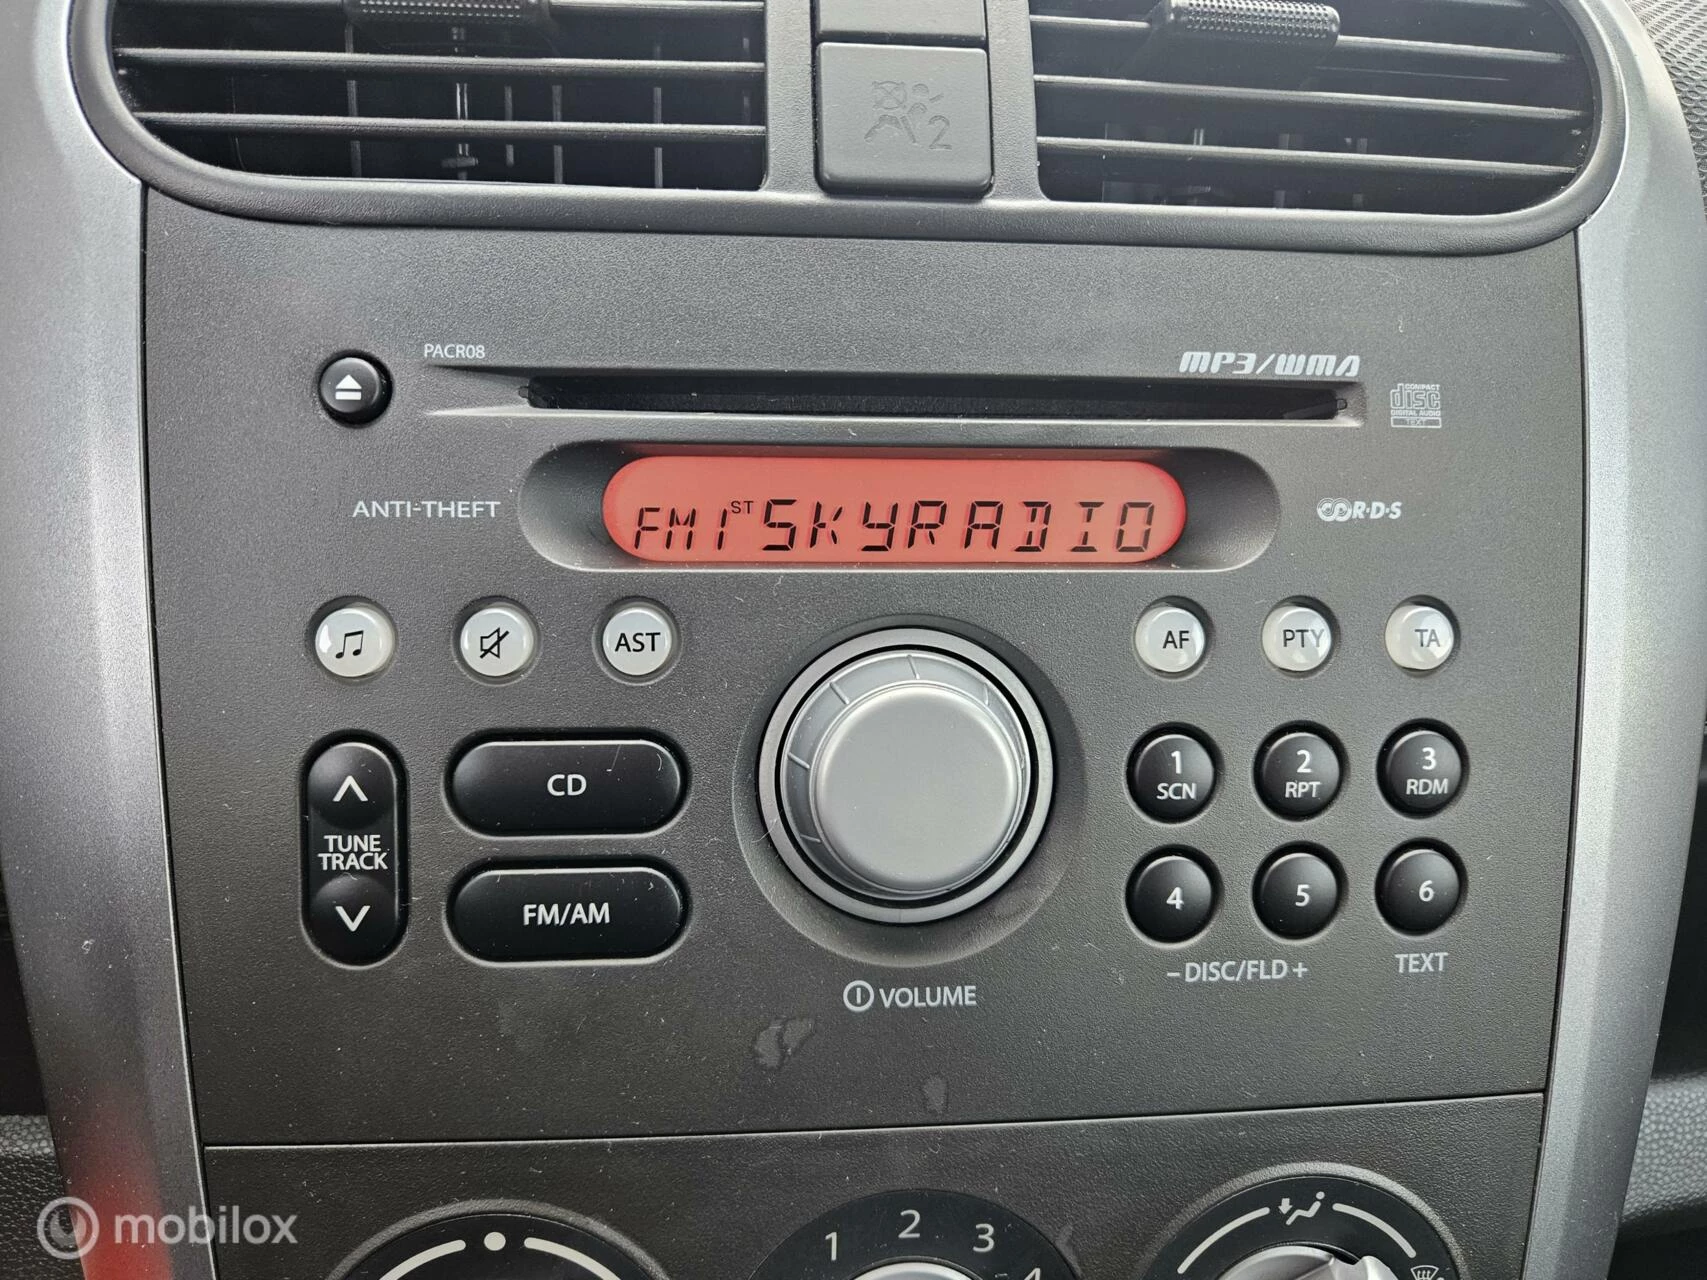 2
PACR08
MP3/WMA
COMPACT
disc
DIGITAL AUDIO
TEXT
ANTI-THEFT
FM1 ST SKYRADIO
R·D·S
AST
AF
PTY
TA
TUNE
TRACK
CD
FM/AM
1
SCN
2
RPT
3
RDM
4
5
6
– DISC/FLD +
TEXT
VOLUME
mobilox
1
2
3
4